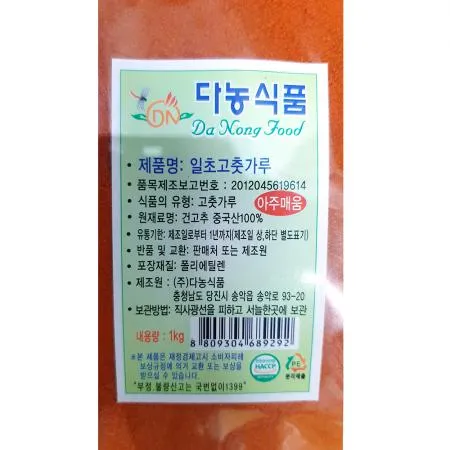 DN
다농식품
Da Nong Food
• 제품명: 일초고춧가루
• 품목제조보고번호 : 2012045619614
• 식품의 유형: 고춧가루 아주매움
• 원재료명: 건고추 중국산100%
• 유통기한: 제조일로부터 1년까지(제조일 상,하단 별도표기)
• 반품 및 교환: 판매처 또는 제조원
• 포장재질: 폴리에틸렌
• 제조원 : (주)다농식품
충청남도 당진시 송악읍 송악로 93-20
• 보관방법: 직사광선을 피하고 서늘한곳에 보관
내용량 : 1kg
8 809304 689292
※본 제품은 재정경제고시 소비자피해
보상규정에 의거 교환 또는 보상을
받으실 수 있습니다.
"부정,불량신고는 국번없이1399"
HACCP
PE
분리배출